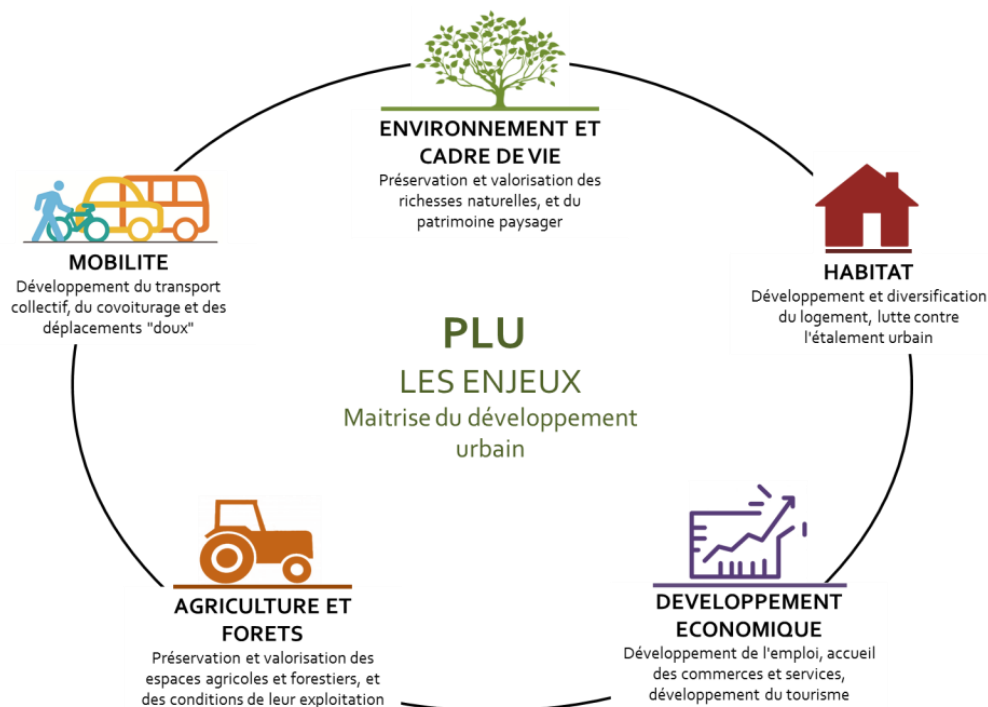 ENVIRONNEMENT ET
CADRE DE VIE
Préservation et valorisation des
richesses naturelles, et du
patrimoine paysager
MOBILITE
Développement du transport
collectif, du covoiturage et des
déplacements "doux"
HABITAT
Développement et diversification
du logement, lutte contre
l'étalement urbain
PLU
LES ENJEUX
Maitrise du développement
urbain
AGRICULTURE ET
FORETS
Préservation et valorisation des
espaces agricoles et forestiers, et
des conditions de leur exploitation
DEVELOPPEMENT
ECONOMIQUE
Développement de l'emploi, accueil
des commerces et services,
développement du tourisme